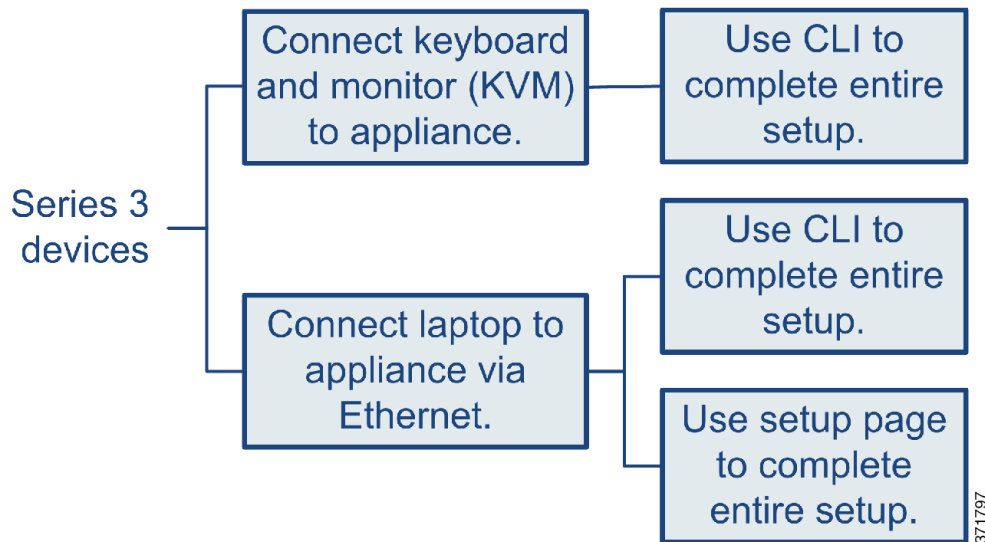 Series 3
devices
Connect keyboard
and monitor (KVM)
to appliance.
Use CLI to
complete entire
setup.
Connect laptop to
appliance via
Ethernet.
Use CLI to
complete entire
setup.
Use setup page
to complete
entire setup.
371797